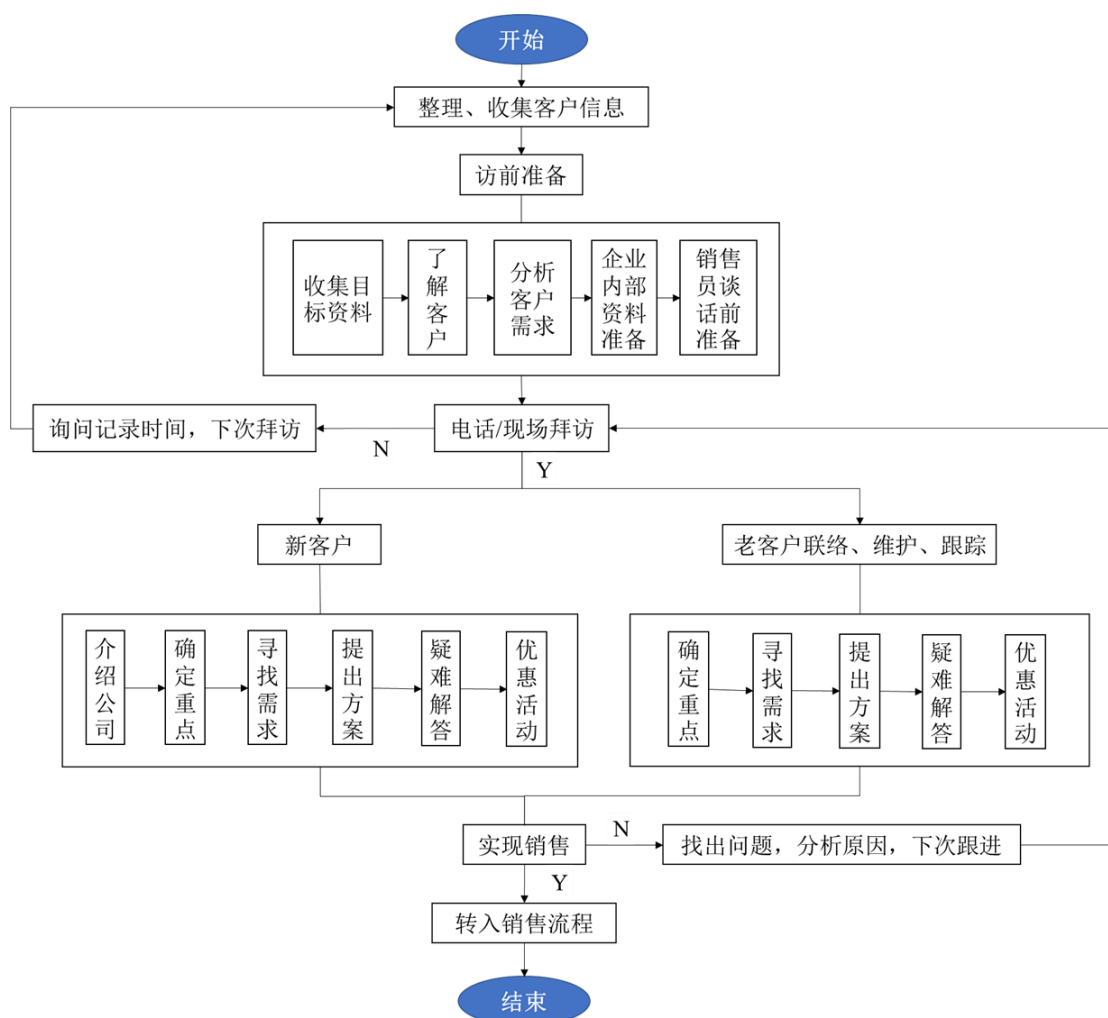 开始
整理、收集客户信息
访前准备
收集目
标资料
了
解
客
户
分析
客户
需求
企业
内部
资料
准备
销售
员谈
话前
准备
询问记录时间，下次拜访
N
电话/现场拜访
Y
新客户
老客户联络、维护、跟踪
介
绍
公
司
确
定
重
点
寻
找
需
求
提
出
方
案
疑
难
解
答
优
惠
活
动
确
定
重
点
寻
找
需
求
提
出
方
案
疑
难
解
答
优
惠
活
动
实现销售
N
找出问题，分析原因，下次跟进
Y
转入销售流程
结束